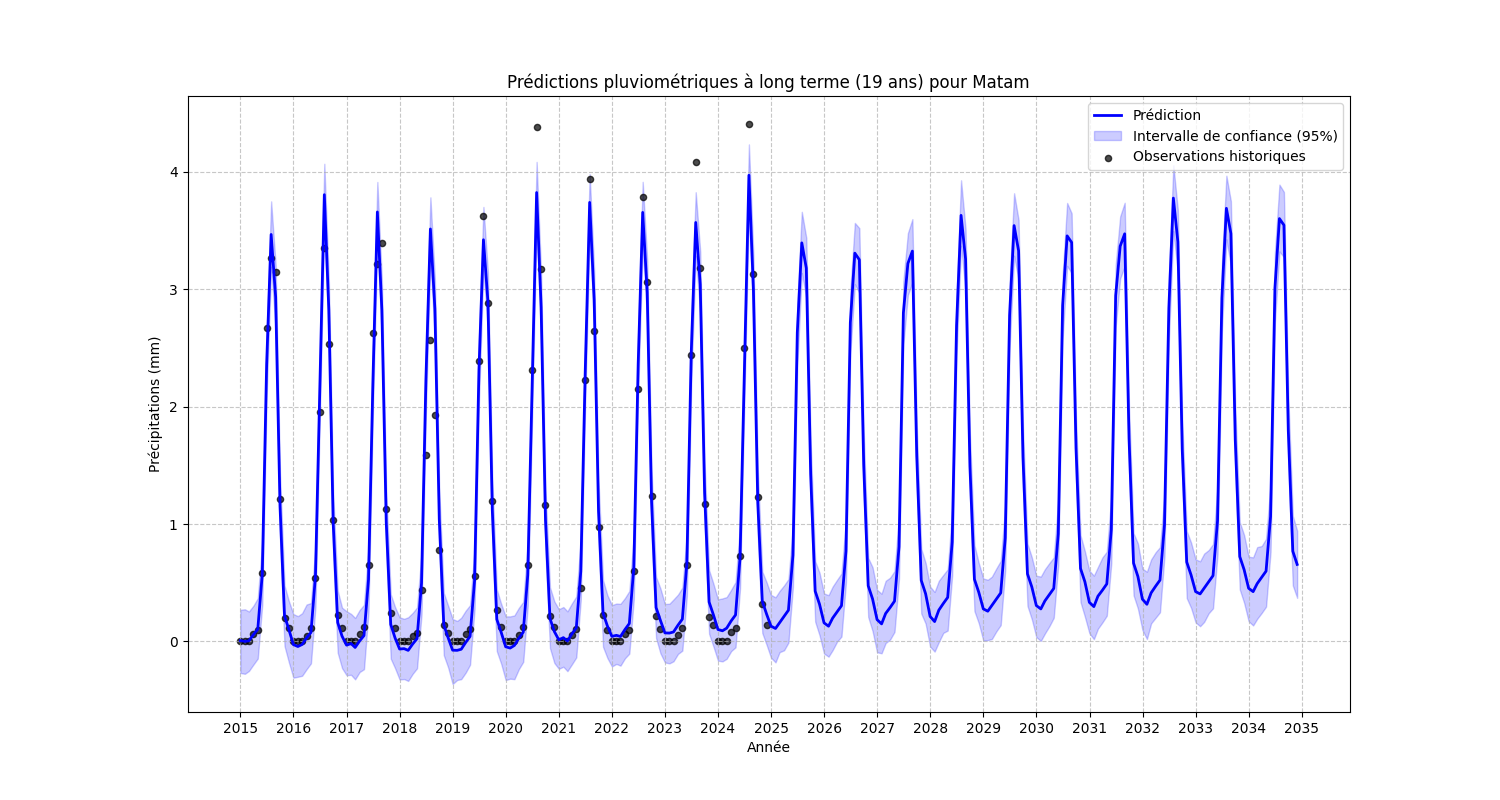 Prédictions pluviométriques à long terme (19 ans) pour Matam
Prédiction
Intervalle de confiance (95%)
Observations historiques
Précipitations (mm)
4
3
2
1
0
2015 2016 2017 2018 2019 2020 2021 2022 2023 2024 2025 2026 2027 2028 2029 2030 2031 2032 2033 2034 2035
Année